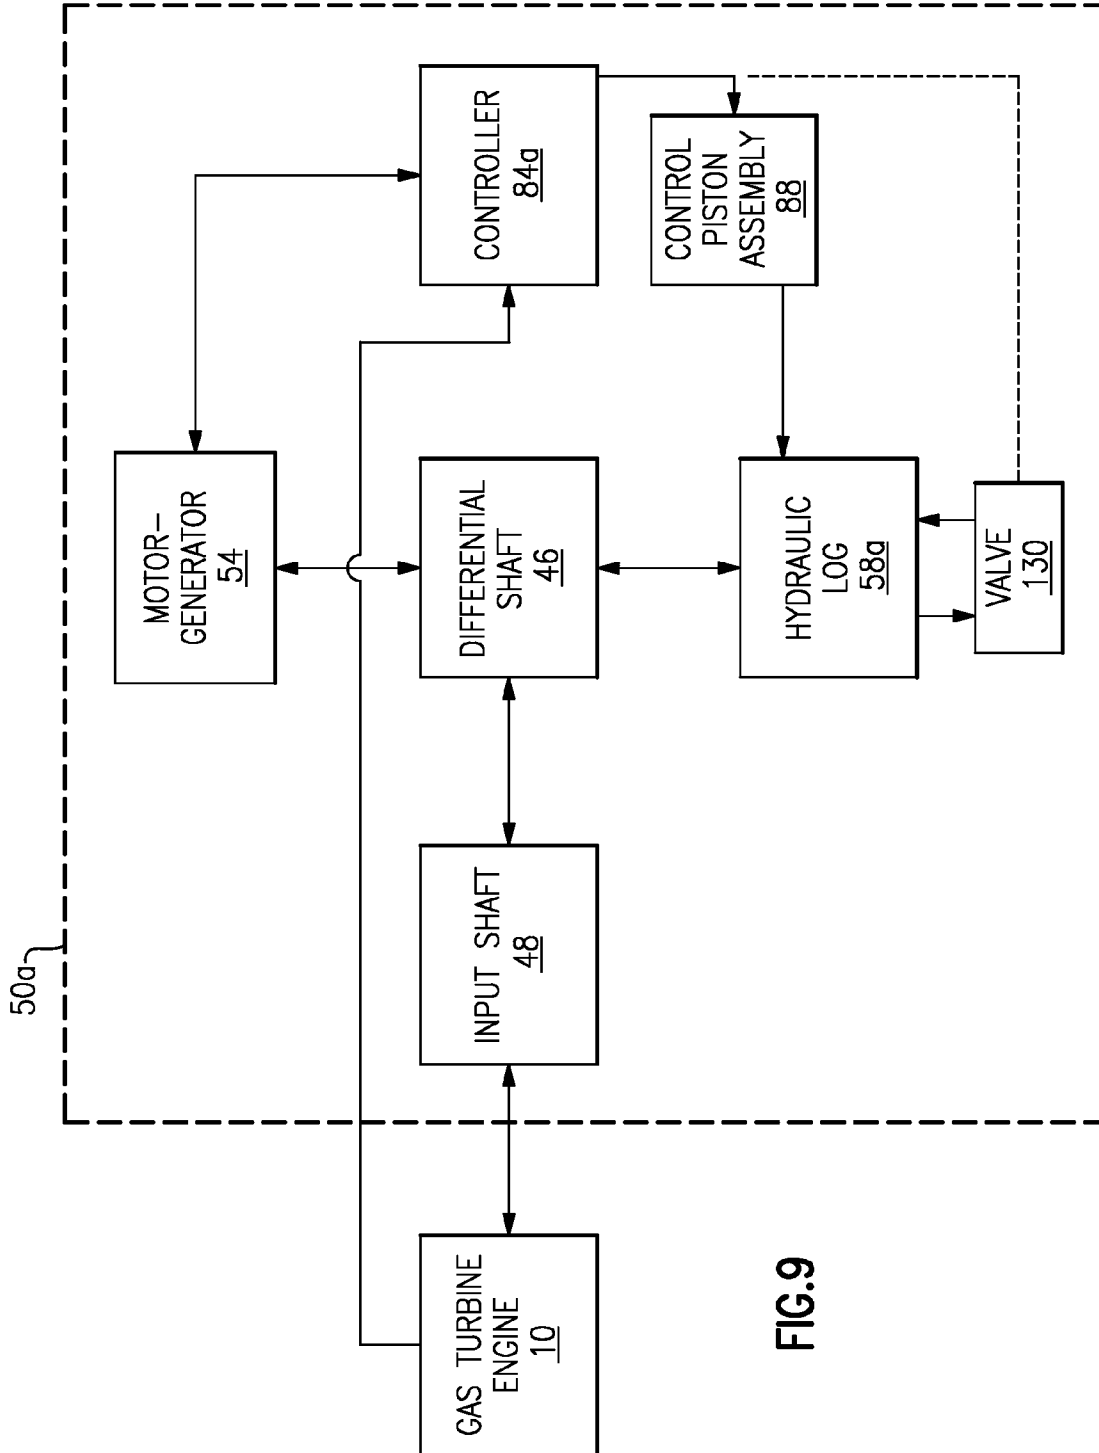 50a
MOTOR-
GENERATOR
54
CONTROLLER
84a
GAS TURBINE
ENGINE
10
INPUT SHAFT
48
DIFFERENTIAL
SHAFT
46
CONTROL
PISTON
ASSEMBLY
88
HYDRAULIC
LOG
58a
VALVE
130
FIG.9